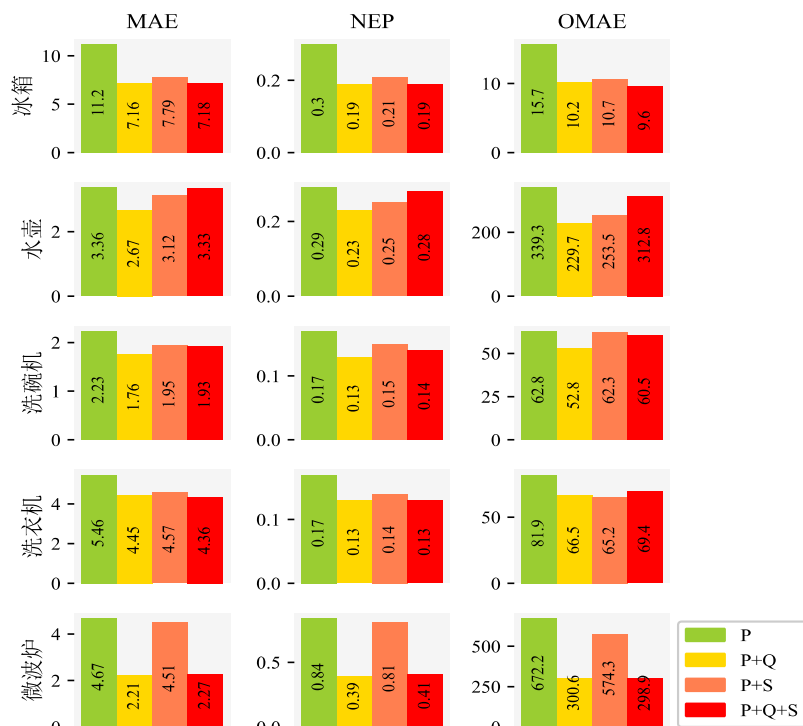 MAE NEP OMAE
冰箱 10 5 0 11.2 7.16 7.79 7.18 0.2 0.0 0.3 0.19 0.21 0.19 10 0 15.7 10.2 10.7 9.6
水壶 2 0 3.36 2.67 3.12 3.33 0.2 0.0 0.29 0.23 0.25 0.28 200 0 339.3 229.7 253.5 312.8
洗碗机 2 1 0 2.23 1.76 1.95 1.93 0.1 0.0 0.17 0.13 0.15 0.14 50 25 0 62.8 52.8 62.3 60.5
洗衣机 4 2 0 5.46 4.45 4.57 4.36 0.1 0.0 0.17 0.13 0.14 0.13 50 0 81.9 66.5 65.2 69.4
微波炉 4 2 0 4.67 2.21 4.51 2.27 0.5 0.0 0.84 0.39 0.81 0.41 500 250 0 672.2 300.6 574.3 298.9
P
P+Q
P+S
P+Q+S